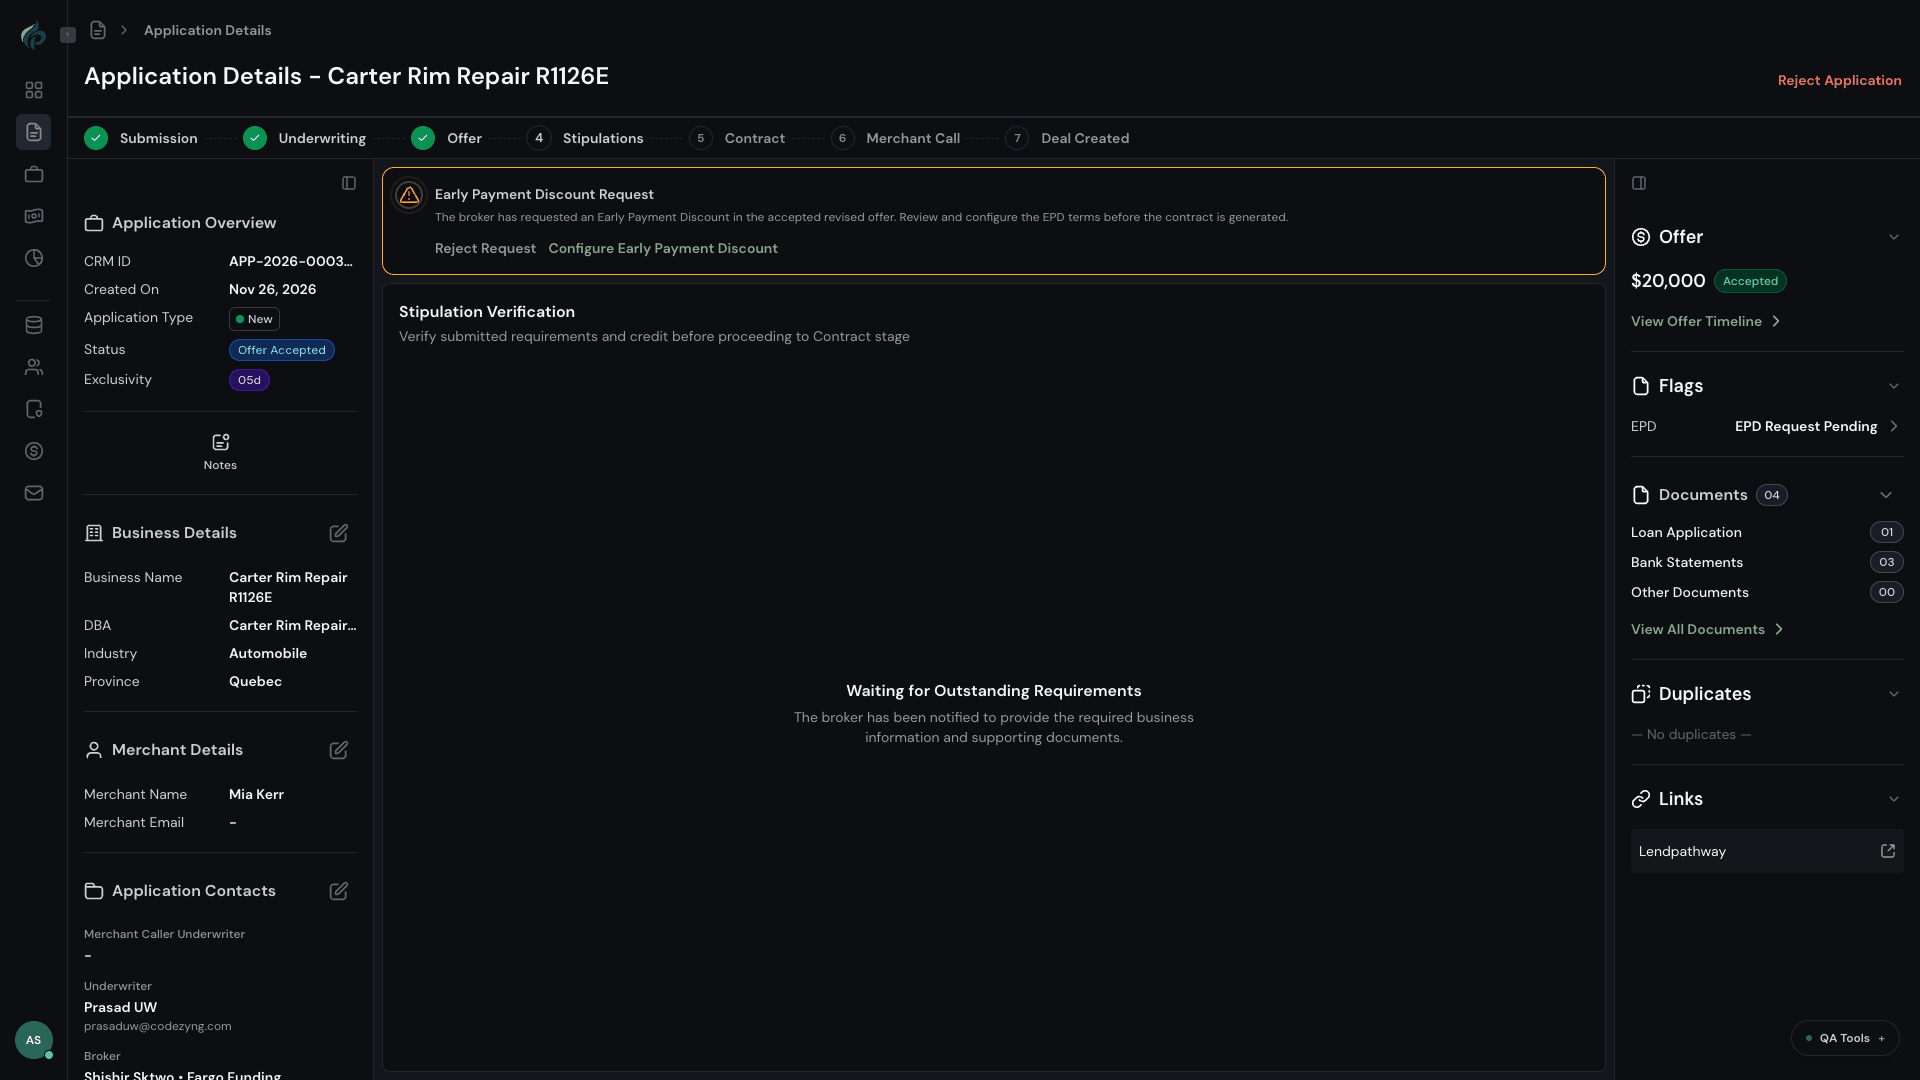 Application Details
Application Details – Carter Rim Repair R1126E
Reject Application
Submission
Underwriting
Offer
4 Stipulations
5 Contract
6 Merchant Call
7 Deal Created
Application Overview
CRM ID APP-2026-0003...
Created On Nov 26, 2026
Application Type New
Status Offer Accepted
Exclusivity 05d
Notes
Business Details
Business Name Carter Rim Repair
R1126E
DBA Carter Rim Repair...
Industry Automobile
Province Quebec
Merchant Details
Merchant Name Mia Kerr
Merchant Email -
Application Contacts
Merchant Caller Underwriter
-
Underwriter
Prasad UW
prasaduw@codezyng.com
Broker
Shishir Sktwo • Fargo Funding
AS
Early Payment Discount Request
The broker has requested an Early Payment Discount in the accepted revised offer. Review and configure the EPD terms before the contract is generated.
Reject Request Configure Early Payment Discount
Stipulation Verification
Verify submitted requirements and credit before proceeding to Contract stage
Waiting for Outstanding Requirements
The broker has been notified to provide the required business
information and supporting documents.
Offer
$20,000 Accepted
View Offer Timeline
Flags
EPD EPD Request Pending
Documents 04
Loan Application 01
Bank Statements 03
Other Documents 00
View All Documents
Duplicates
— No duplicates —
Links
Lendpathway
QA Tools +